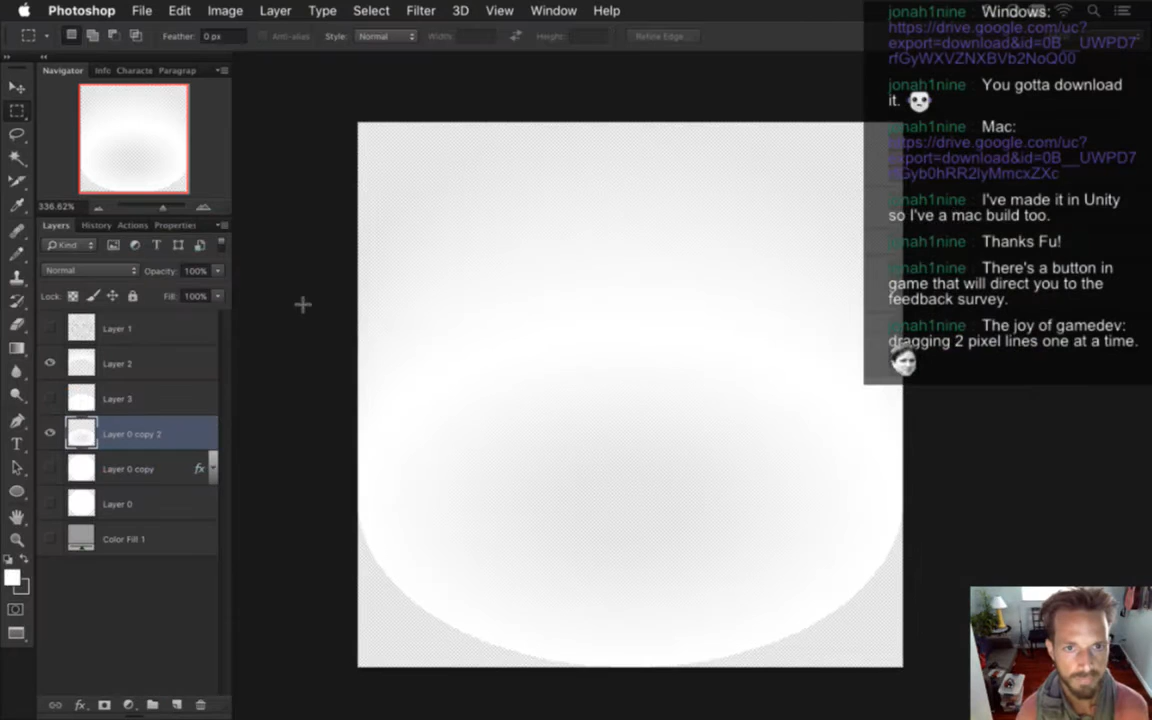 Photoshop File Edit Image Layer Type Select Filter 3D View Window Help
Feather: 0 px Anti-alias Style: Normal Width: Height: Refine Edge...
Navigator Info Characte Paragrap
336.62%
Layers History Actions Properties
Kind
Normal Opacity: 100%
Lock: Fill: 100%
Layer 1
Layer 2
Layer 3
Layer 0 copy 2
Layer 0 copy fx
Layer 0
Color Fill 1
fx
jonah1nine : Windows:
https://drive.google.com/uc?
export=download&id=0B__UWPD7
rfGyWXVZNXBVb2NoQ00
jonah1nine : You gotta download
it.
jonah1nine : Mac:
https://drive.google.com/uc?
export=download&id=0B__UWPD7
jonah1nine : I've made it in Unity
so I've a mac build too.
jonah1nine : Thanks Fu!
jonah1nine : There's a button in
game that will direct you to the
feedback survey.
jonah1nine : The joy of gamedev:
dragging 2 pixel lines one at a time.